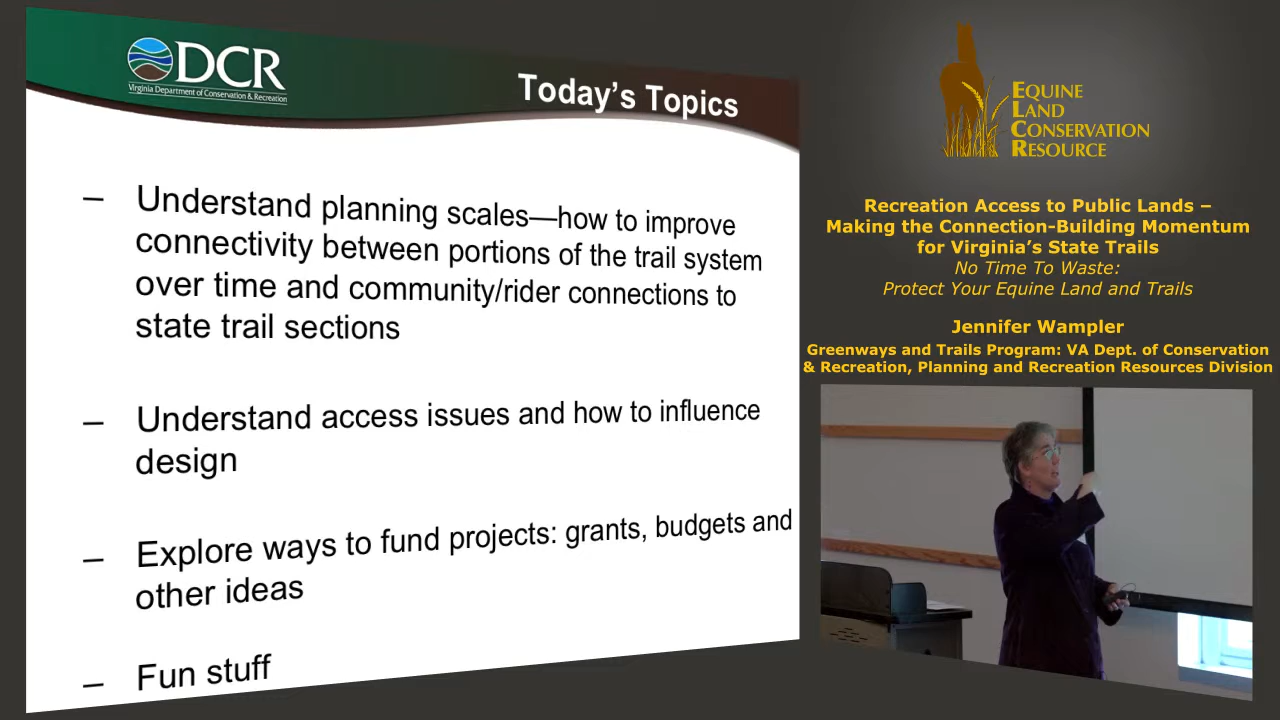 DCR
Virginia Department of Conservation & Recreation
Today's Topics
– Understand planning scales—how to improve
connectivity between portions of the trail system
over time and community/rider connections to
state trail sections
– Understand access issues and how to influence
design
– Explore ways to fund projects: grants, budgets and
other ideas
– Fun stuff
EQUINE
LAND
CONSERVATION
RESOURCE
Recreation Access to Public Lands –
Making the Connection-Building Momentum
for Virginia's State Trails
No Time To Waste:
Protect Your Equine Land and Trails
Jennifer Wampler
Greenways and Trails Program: VA Dept. of Conservation
& Recreation, Planning and Recreation Resources Division